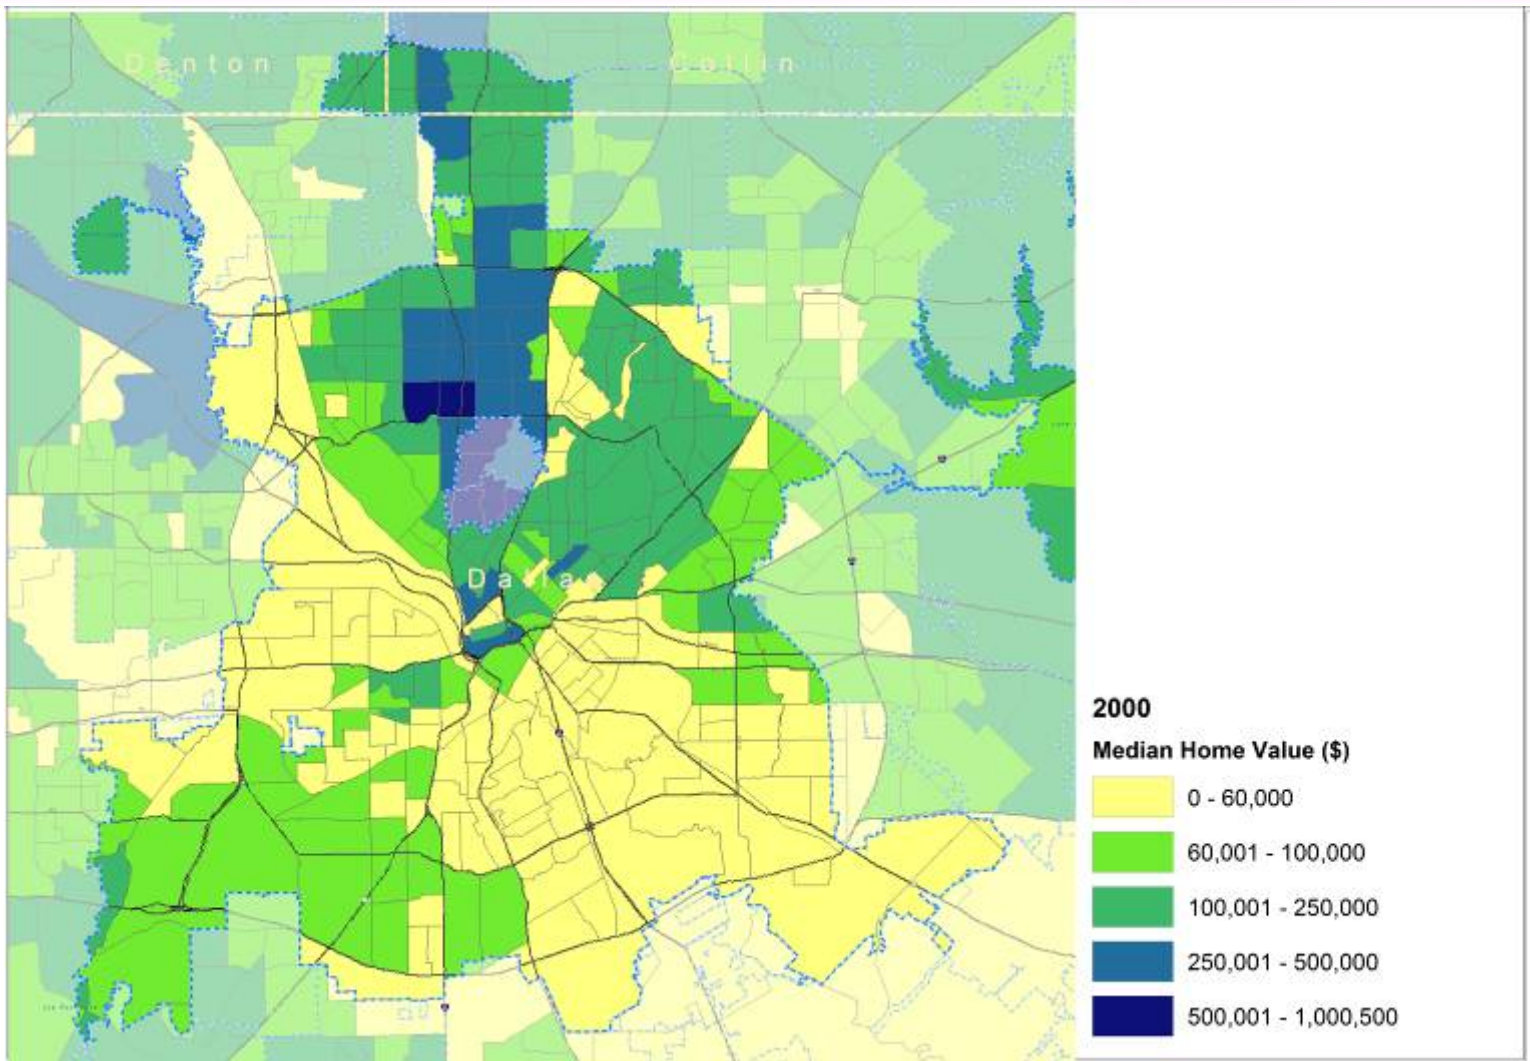 Denton
Collin
Dallas
2000
Median Home Value ($)
0 - 60,000
60,001 - 100,000
100,001 - 250,000
250,001 - 500,000
500,001 - 1,000,500